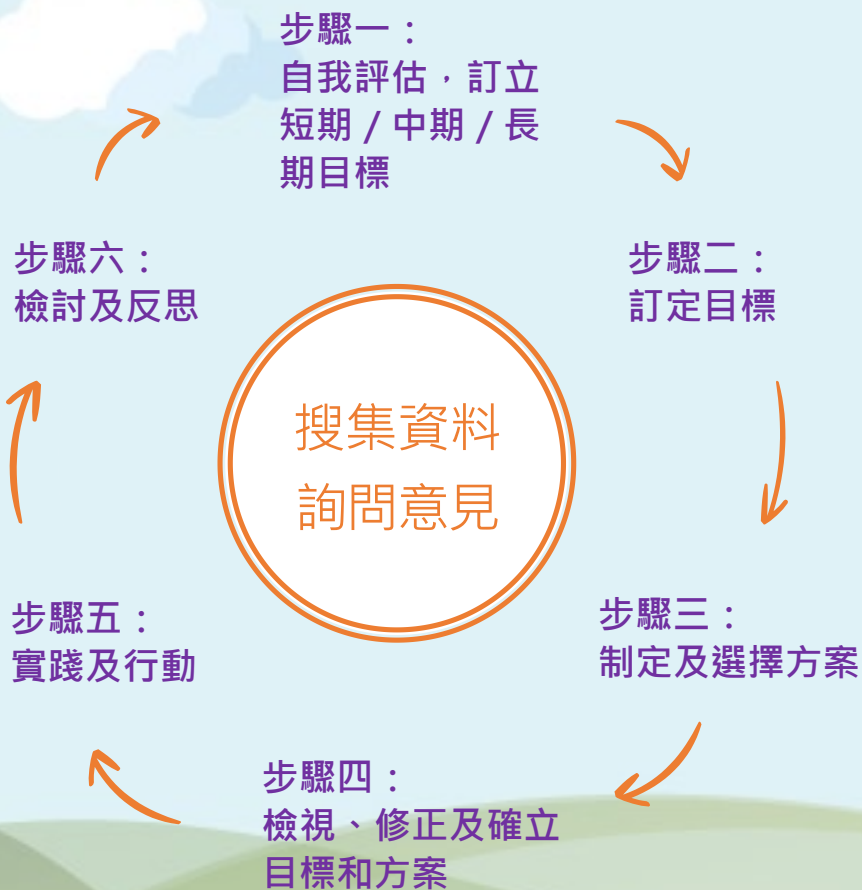 步驟一：
自我評估，訂立
短期 / 中期 / 長
期目標
步驟二：
訂定目標
步驟三：
制定及選擇方案
步驟四：
檢視、修正及確立
目標和方案
步驟五：
實踐及行動
步驟六：
檢討及反思
搜集資料
詢問意見